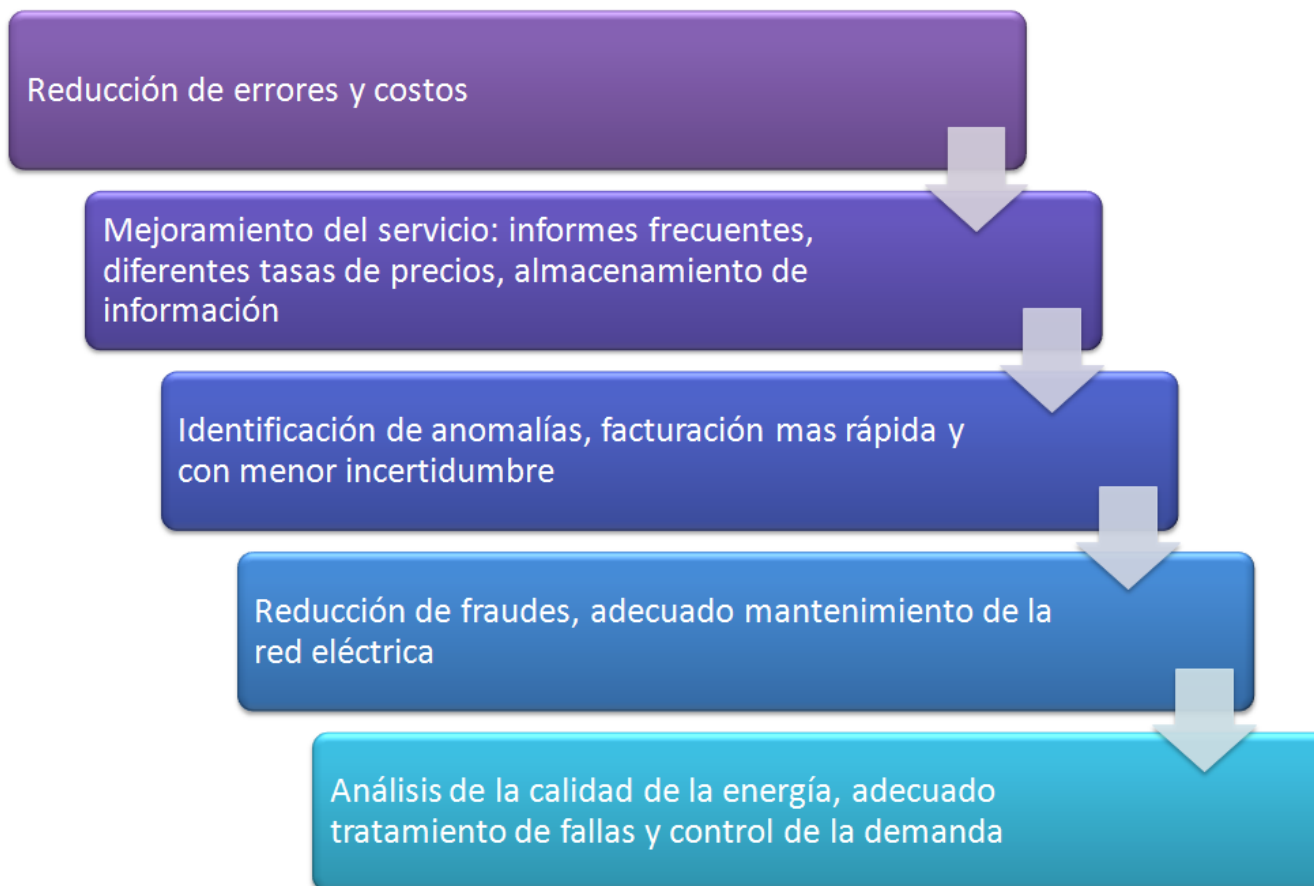 Reducción de errores y costos
Mejoramiento del servicio: informes frecuentes,
diferentes tasas de precios, almacenamiento de
información
Identificación de anomalías, facturación mas rápida y
con menor incertidumbre
Reducción de fraudes, adecuado mantenimiento de la
red eléctrica
Análisis de la calidad de la energía, adecuado
tratamiento de fallas y control de la demanda